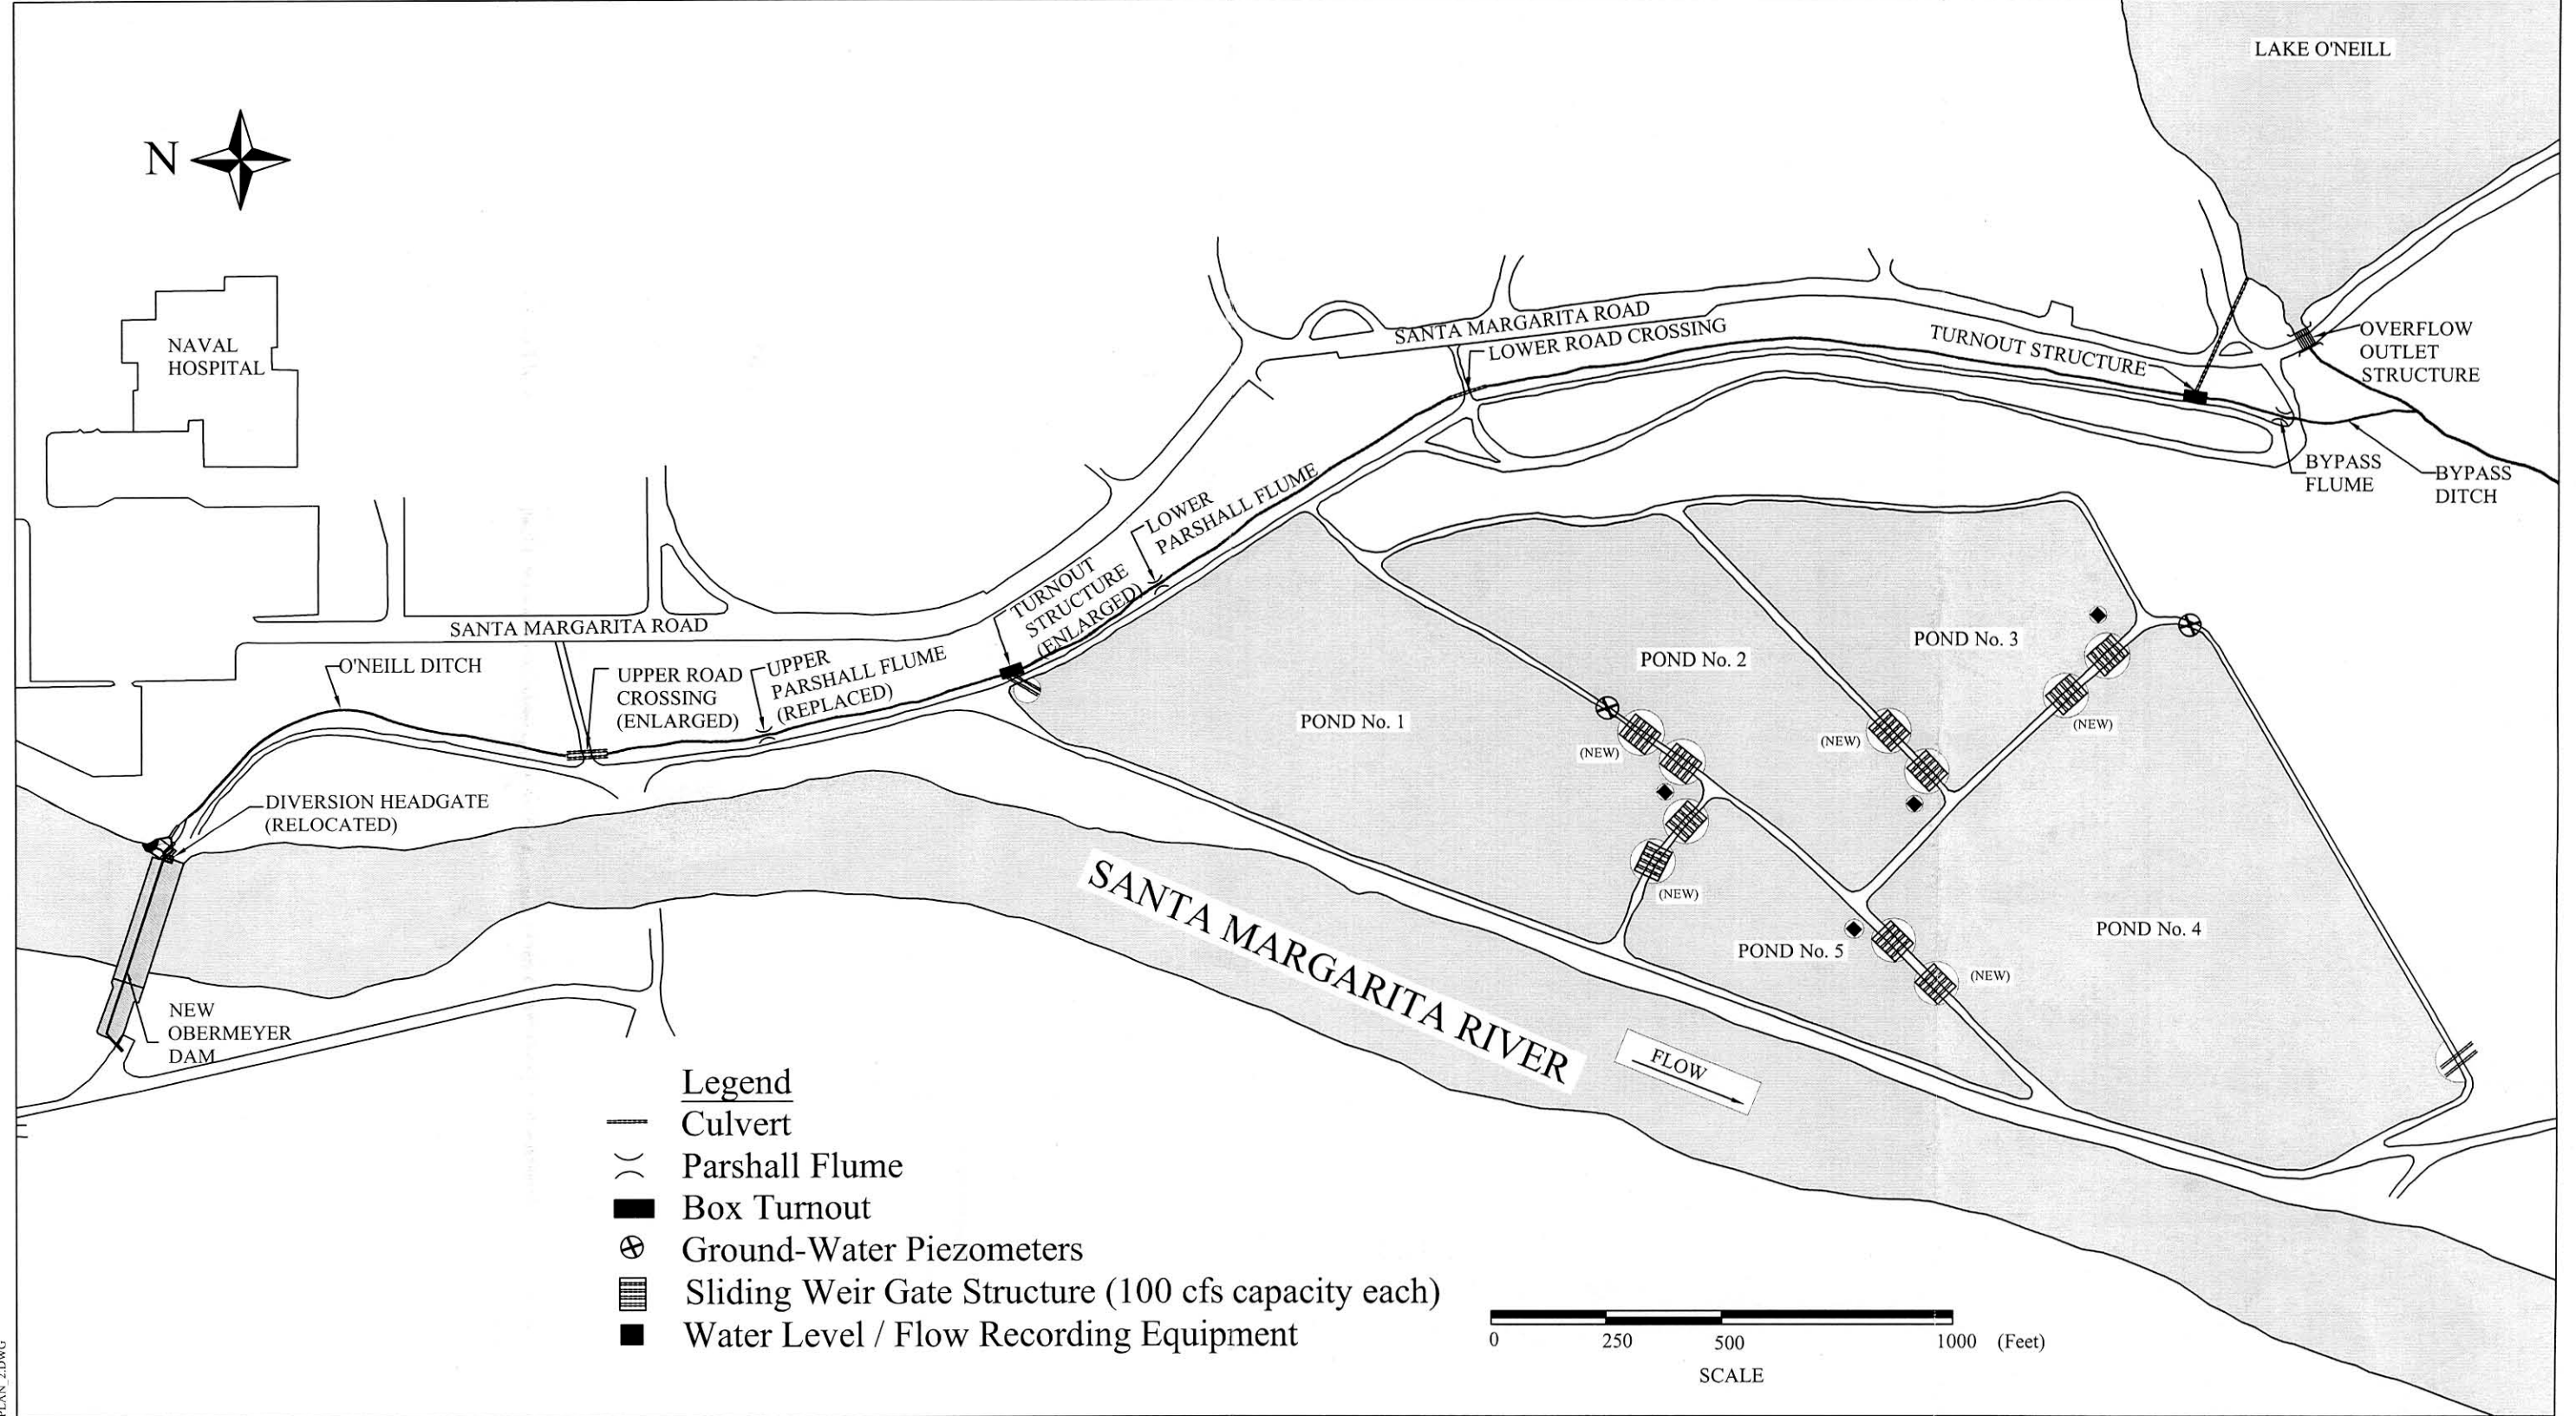 LAKE O'NEILL
N
NAVAL
HOSPITAL
SANTA MARGARITA ROAD
LOWER ROAD CROSSING
TURNOUT STRUCTURE
OVERFLOW
OUTLET
STRUCTURE
BYPASS
FLUME
BYPASS
DITCH
LOWER
PARSHALL FLUME
TURNOUT
STRUCTURE
(ENLARGED)
SANTA MARGARITA ROAD
O'NEILL DITCH
UPPER ROAD
CROSSING
(ENLARGED)
UPPER
PARSHALL FLUME
(REPLACED)
POND No. 1
POND No. 2
POND No. 3
(NEW)
(NEW)
(NEW)
(NEW)
POND No. 5
POND No. 4
(NEW)
DIVERSION HEADGATE
(RELOCATED)
SANTA MARGARITA RIVER
FLOW
NEW
OBERMEYER
DAM
Legend
Culvert
Parshall Flume
Box Turnout
Ground-Water Piezometers
Sliding Weir Gate Structure (100 cfs capacity each)
Water Level / Flow Recording Equipment
0 250 500 1000 (Feet)
SCALE
PLAN_2.DWG